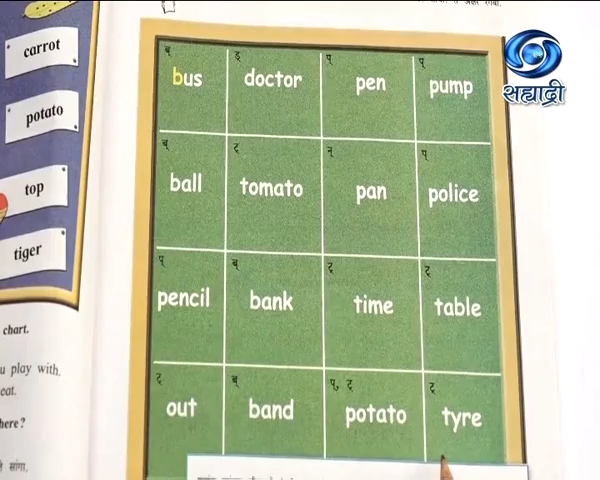 carrot
potato
top
tiger
chart.
u play with.
eat.
here?
सांगा.
ब् ड् प् प्
bus doctor pen pump
ब् ट् न् प्
ball tomato pan police
प् ब् ट् ट्
pencil bank time table
ट् ब् प्, ट् ट्
out band potato tyre
सह्याद्री